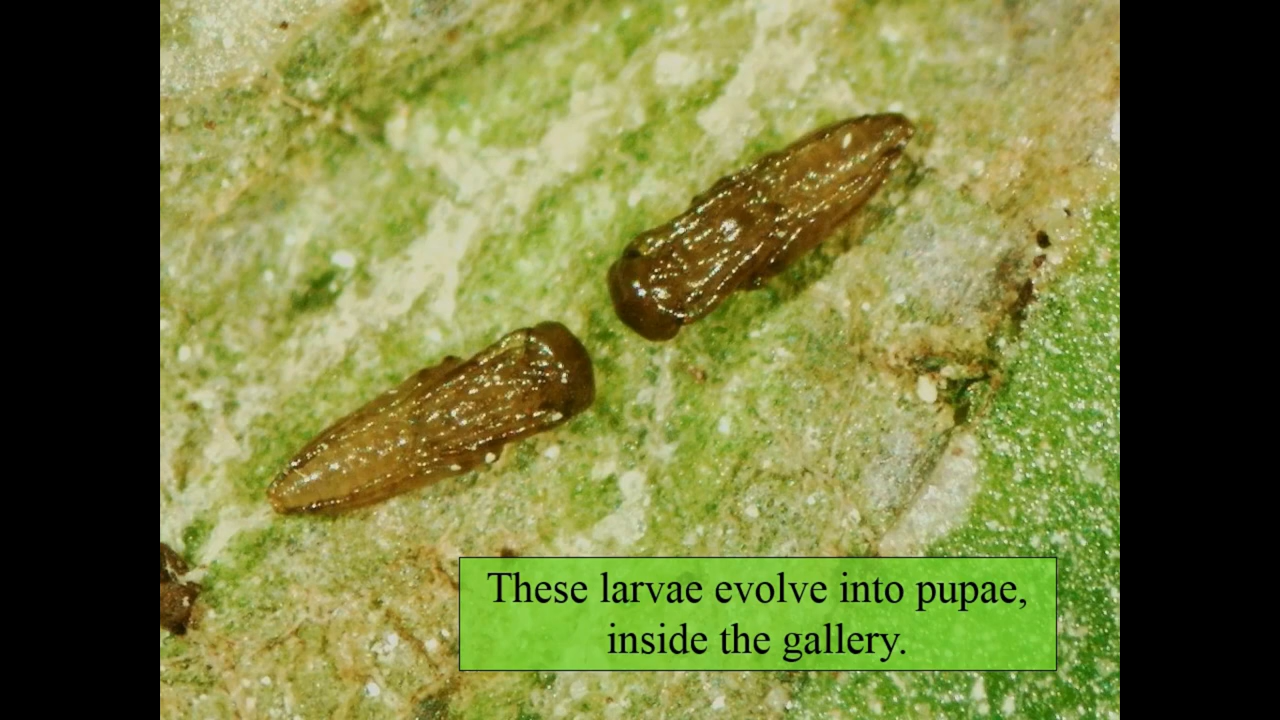 These larvae evolve into pupae,
inside the gallery.